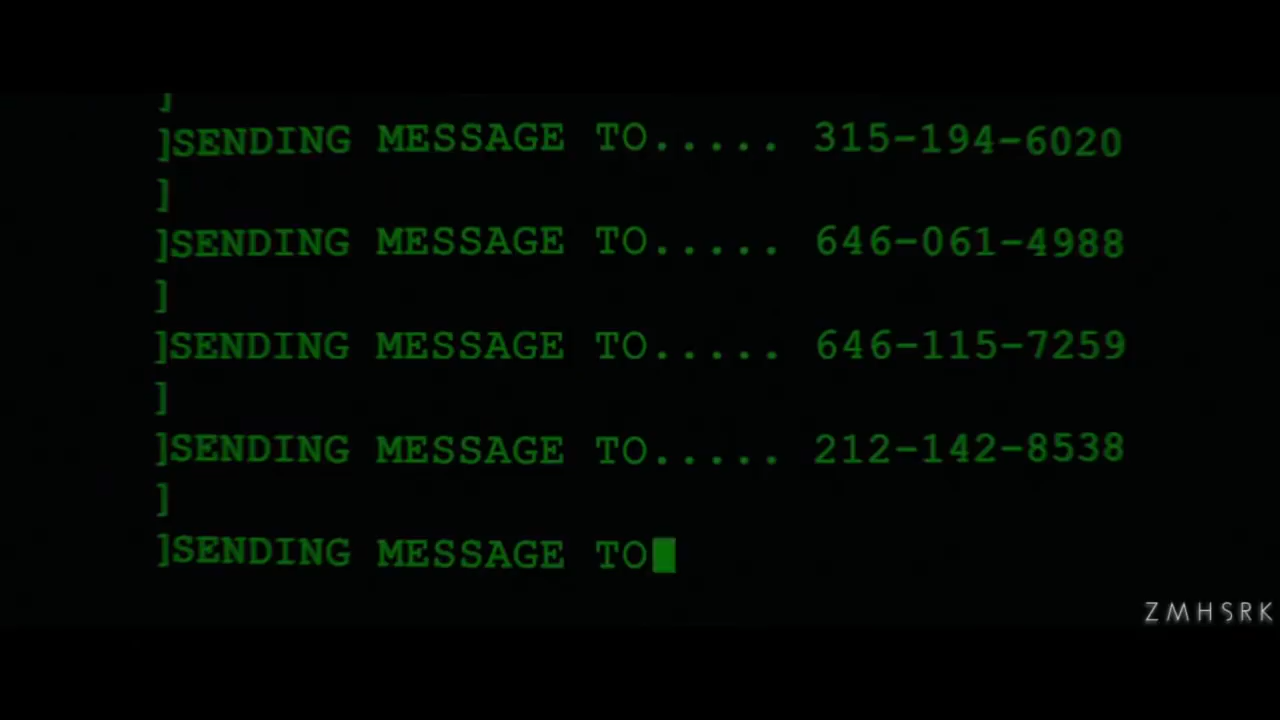 ]
]SENDING MESSAGE TO..... 315-194-6020
]
]SENDING MESSAGE TO..... 646-061-4988
]
]SENDING MESSAGE TO..... 646-115-7259
]
]SENDING MESSAGE TO..... 212-142-8538
]
]SENDING MESSAGE TO
ZMHSRK